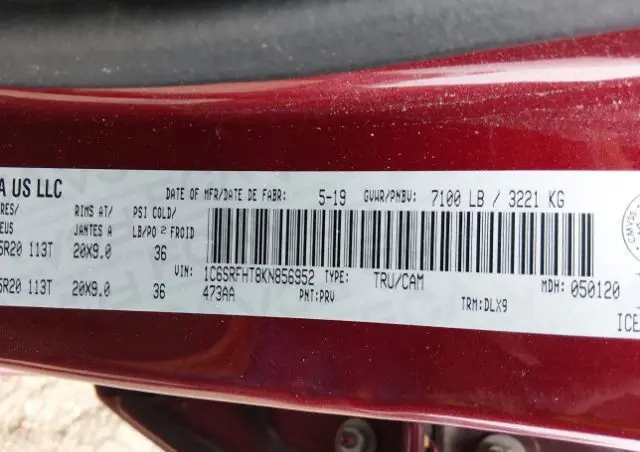 A US LLC
DATE OF MFR/DATE DE FABR: 5-19 GVWR/PNBV: 7100 LB / 3221 KG
RES/ RIMS AT/ PSI COLD/
EUS JANTES A LB/PO 2 FROID
5R20 113T 20X9.0 36
VIN: 1C6SRFHT8KN856952 TYPE: TRU/CAM MDH: 050120
5R20 113T 20X9.0 36 473AA PNT:PRV TRM:DLX9
ICE